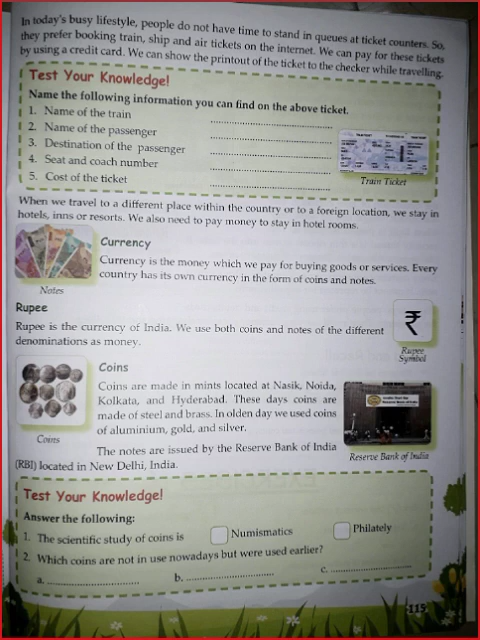 In today's busy lifestyle, people do not have time to stand in queues at ticket counters. So,
they prefer booking train, ship and air tickets on the internet. We can pay for these tickets
by using a credit card. We can show the printout of the ticket to the checker while travelling.
Test Your Knowledge!
Name the following information you can find on the above ticket.
1. Name of the train ................................
2. Name of the passenger ................................
3. Destination of the passenger ................................
4. Seat and coach number ................................
5. Cost of the ticket ................................
Train Ticket
When we travel to a different place within the country or to a foreign location, we stay in
hotels, inns or resorts. We also need to pay money to stay in hotel rooms.
Currency
Currency is the money which we pay for buying goods or services. Every
country has its own currency in the form of coins and notes.
Notes
Rupee
Rupee is the currency of India. We use both coins and notes of the different
denominations as money.
₹
Rupee
Symbol
Coins
Coins are made in mints located at Nasik, Noida,
Kolkata, and Hyderabad. These days coins are
made of steel and brass. In olden day we used coins
of aluminium, gold, and silver.
Coins
The notes are issued by the Reserve Bank of India
(RBI) located in New Delhi, India.
Reserve Bank of India
Test Your Knowledge!
Answer the following:
1. The scientific study of coins is Numismatics Philately
2. Which coins are not in use nowadays but were used earlier?
a. ........................ b. ........................ c. ........................
115